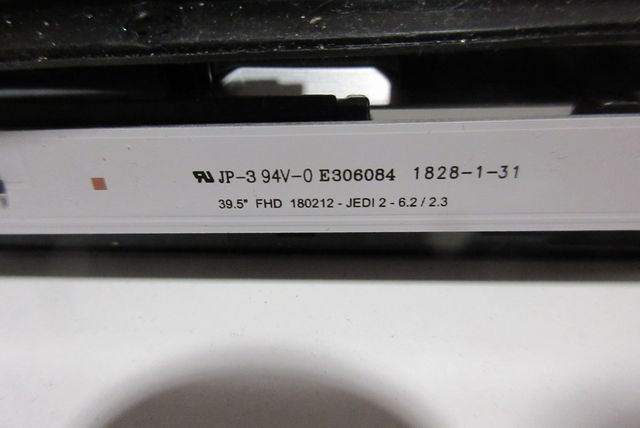 JP-3 94V-0 E306084 1828-1-31
39.5" FHD 180212 - JEDI 2 - 6.2 / 2.3